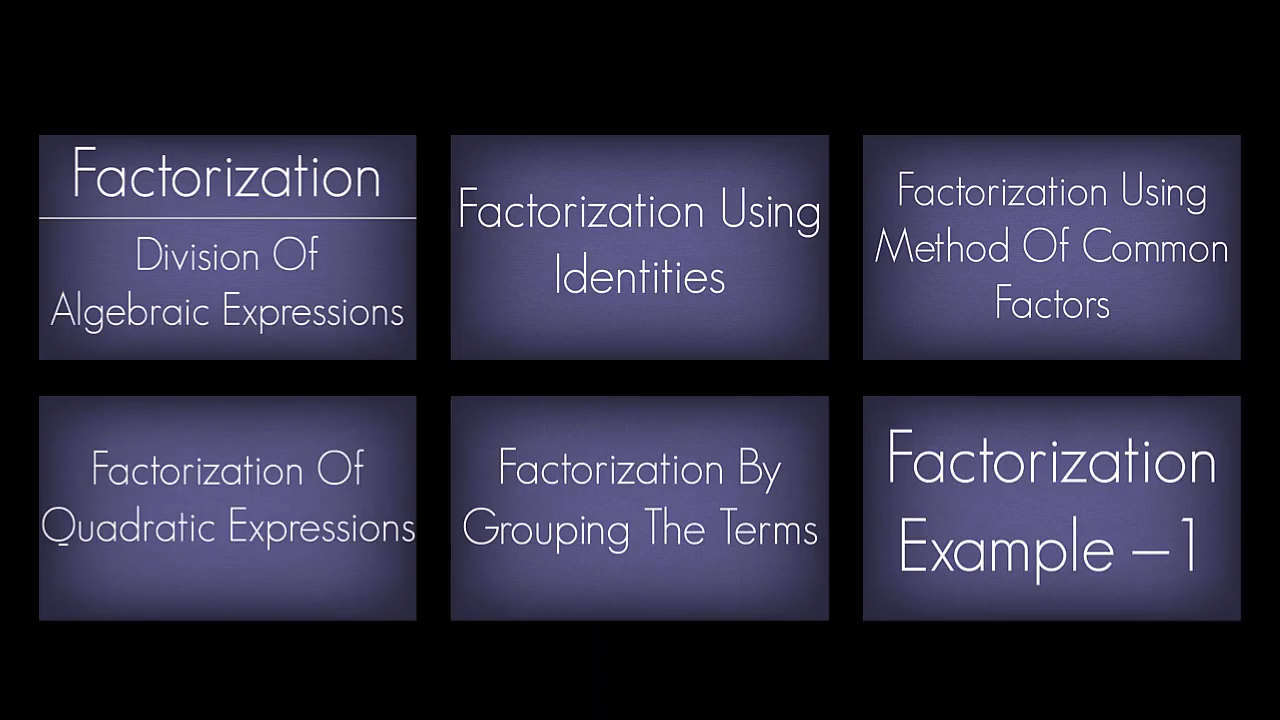 Factorization
Division Of
Algebraic Expressions
Factorization Using
Identities
Factorization Using
Method Of Common
Factors
Factorization Of
Quadratic Expressions
Factorization By
Grouping The Terms
Factorization
Example –1